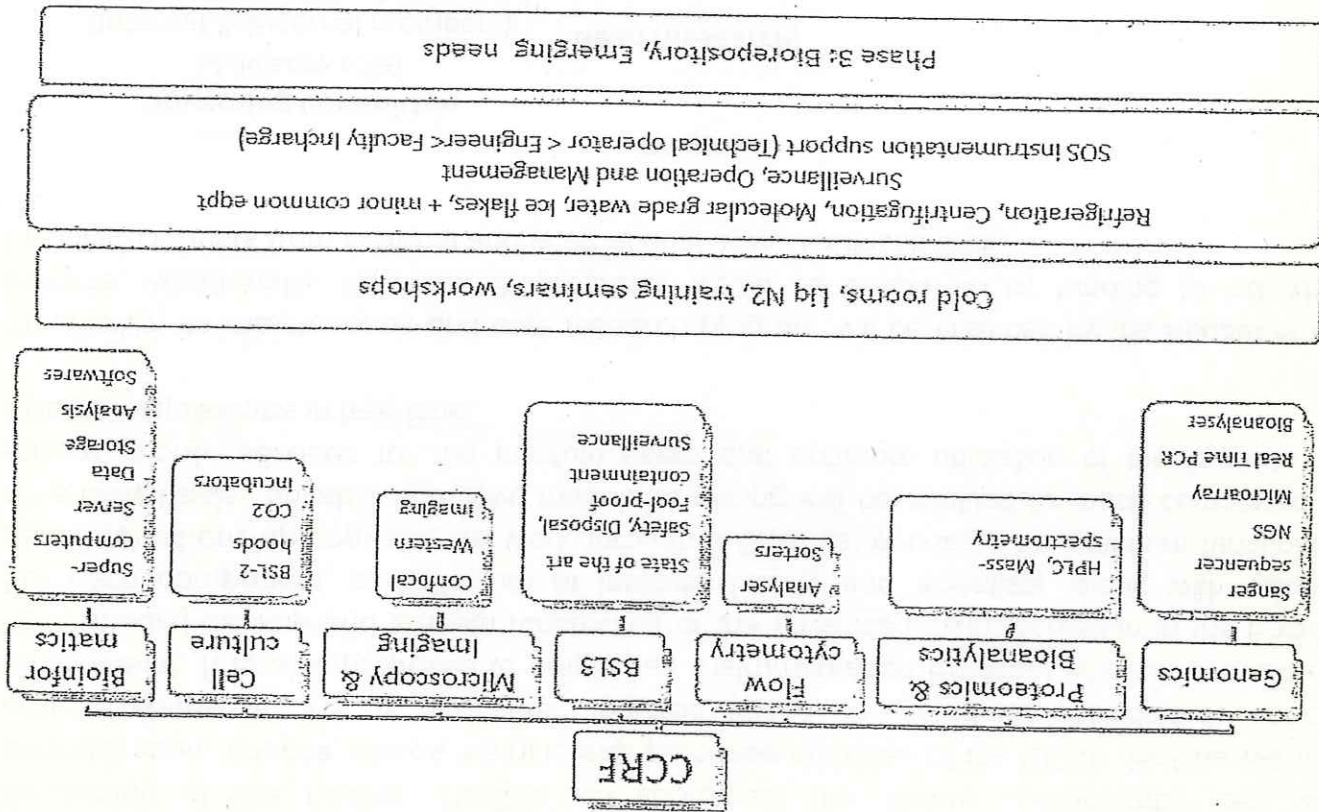 CCRF
Genomics
Sanger
sequencer
NGS
Microarray
Real Time PCR
Bioanalyser
Proteomics &
Bioanalytics
HPLC, Mass-
spectrometry
Flow
cytometry
Analyser
Sorters
BSL3
State of the art
Safety, Disposal,
Fool-proof
containment
Surveillance
Microscopy &
Imaging
Confocal
Western
imaging
Cell
culture
BSL-2-
hoods
CO2
incubators
Bioinfor
matics
Super-
computers
Server
Data
Storage
Analysis
Softwares
Cold rooms, Liq N2, training seminars, workshops
Refrigeration, Centrifugation, Molecular grade water, Ice flakes, + minor common eqpt
Surveillance, Operation and Management
SOS instrumentation support (Technical operator < Engineer< Faculty Incharge)
Phase 3: Biorepository, Emerging needs